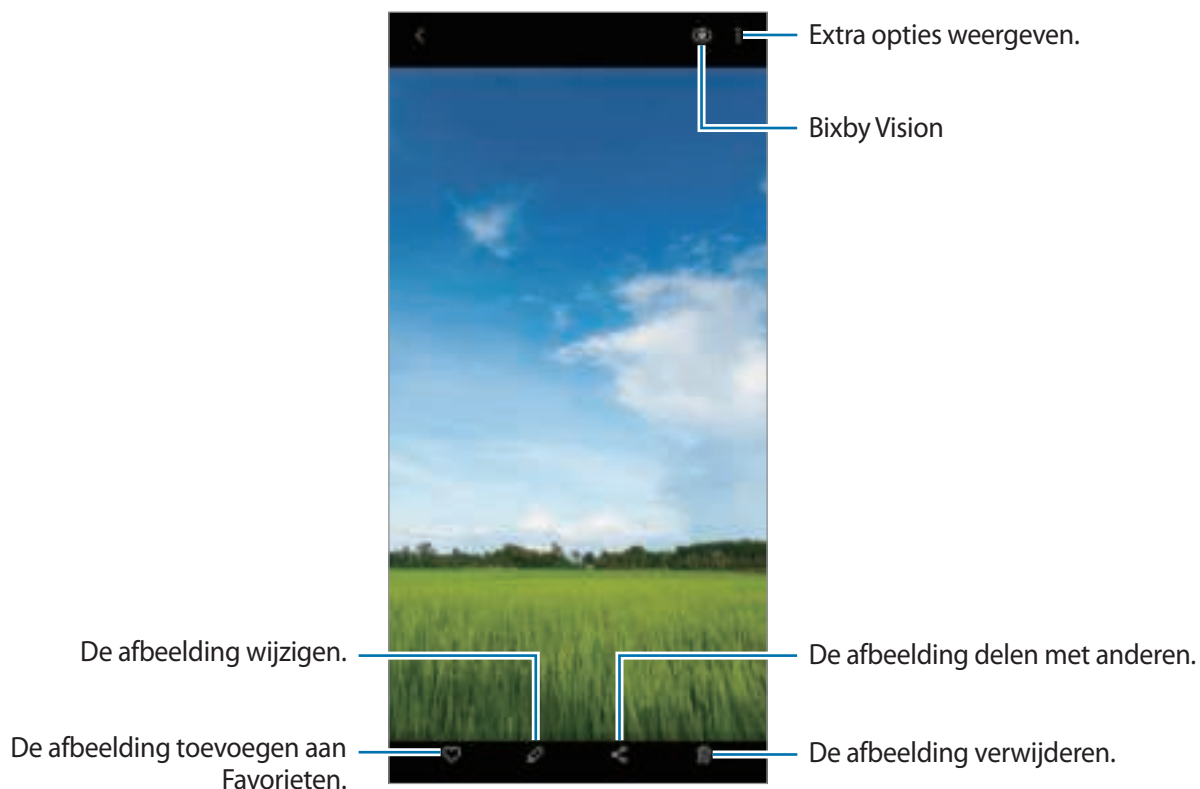 Extra opties weergeven.
Bixby Vision
De afbeelding wijzigen.
De afbeelding delen met anderen.
De afbeelding toevoegen aan
Favorieten.
De afbeelding verwijderen.